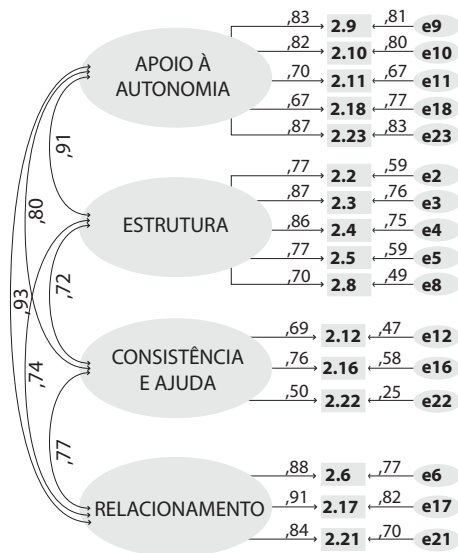 ,83 2.9 ,81 e9
,82 2.10 ,80 e10
,70 2.11 ,67 e11
,67 2.18 ,77 e18
,87 2.23 ,83 e23
APOIO À
AUTONOMIA
,77 2.2 ,59 e2
,87 2.3 ,76 e3
,86 2.4 ,75 e4
,77 2.5 ,59 e5
,70 2.8 ,49 e8
ESTRUTURA
,69 2.12 ,47 e12
,76 2.16 ,58 e16
,50 2.22 ,25 e22
CONSISTÊNCIA
E AJUDA
,88 2.6 ,77 e6
,91 2.17 ,82 e17
,84 2.21 ,70 e21
RELACIONAMENTO
,91
,80
,93
,72
,74
,77